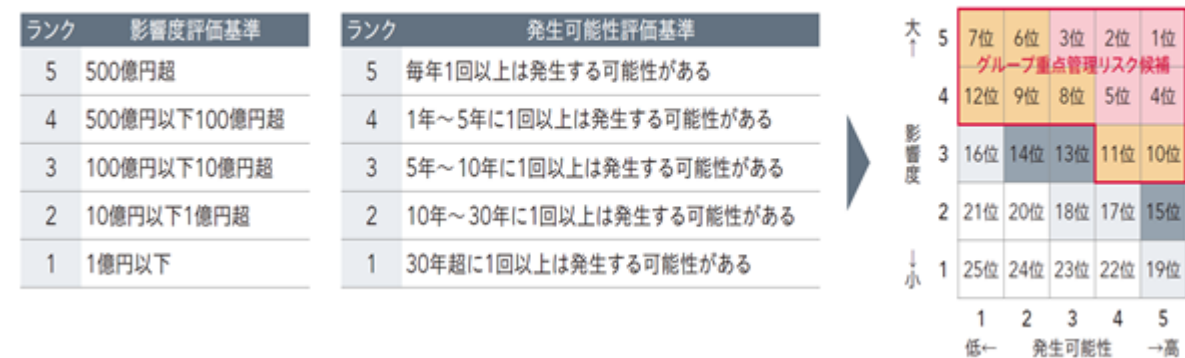 ランク 影響度評価基準
5 500億円超
4 500億円以下100億円超
3 100億円以下10億円超
2 10億円以下1億円超
1 1億円以下
ランク 発生可能性評価基準
5 毎年1回以上は発生する可能性がある
4 1年～5年に1回以上は発生する可能性がある
3 5年～10年に1回以上は発生する可能性がある
2 10年～30年に1回以上は発生する可能性がある
1 30年超に1回以上は発生する可能性がある
大
↑
影響度
↓
小
5 7位 6位 3位 2位 1位
グループ重点管理リスク候補
4 12位 9位 8位 5位 4位
3 16位 14位 13位 11位 10位
2 21位 20位 18位 17位 15位
1 25位 24位 23位 22位 19位
1 2 3 4 5
低← 発生可能性 →高